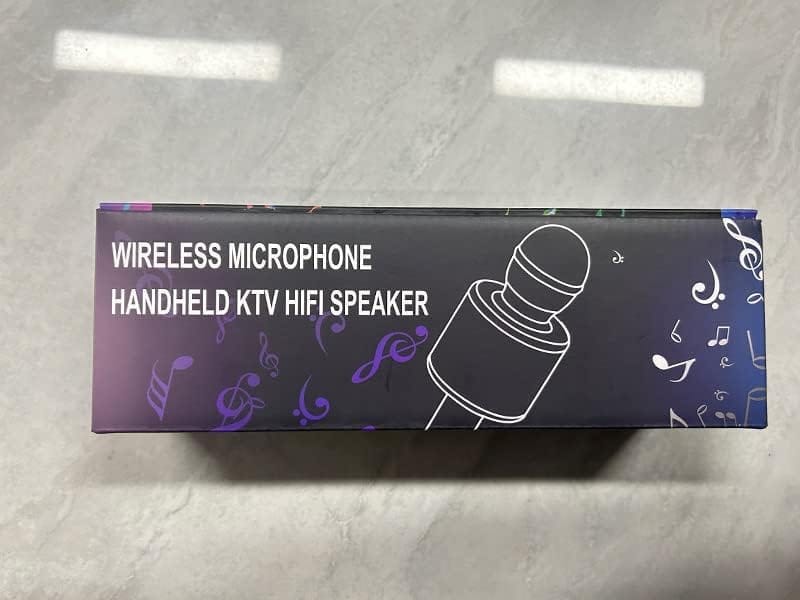 WIRELESS MICROPHONE
HANDHELD KTV HIFI SPEAKER